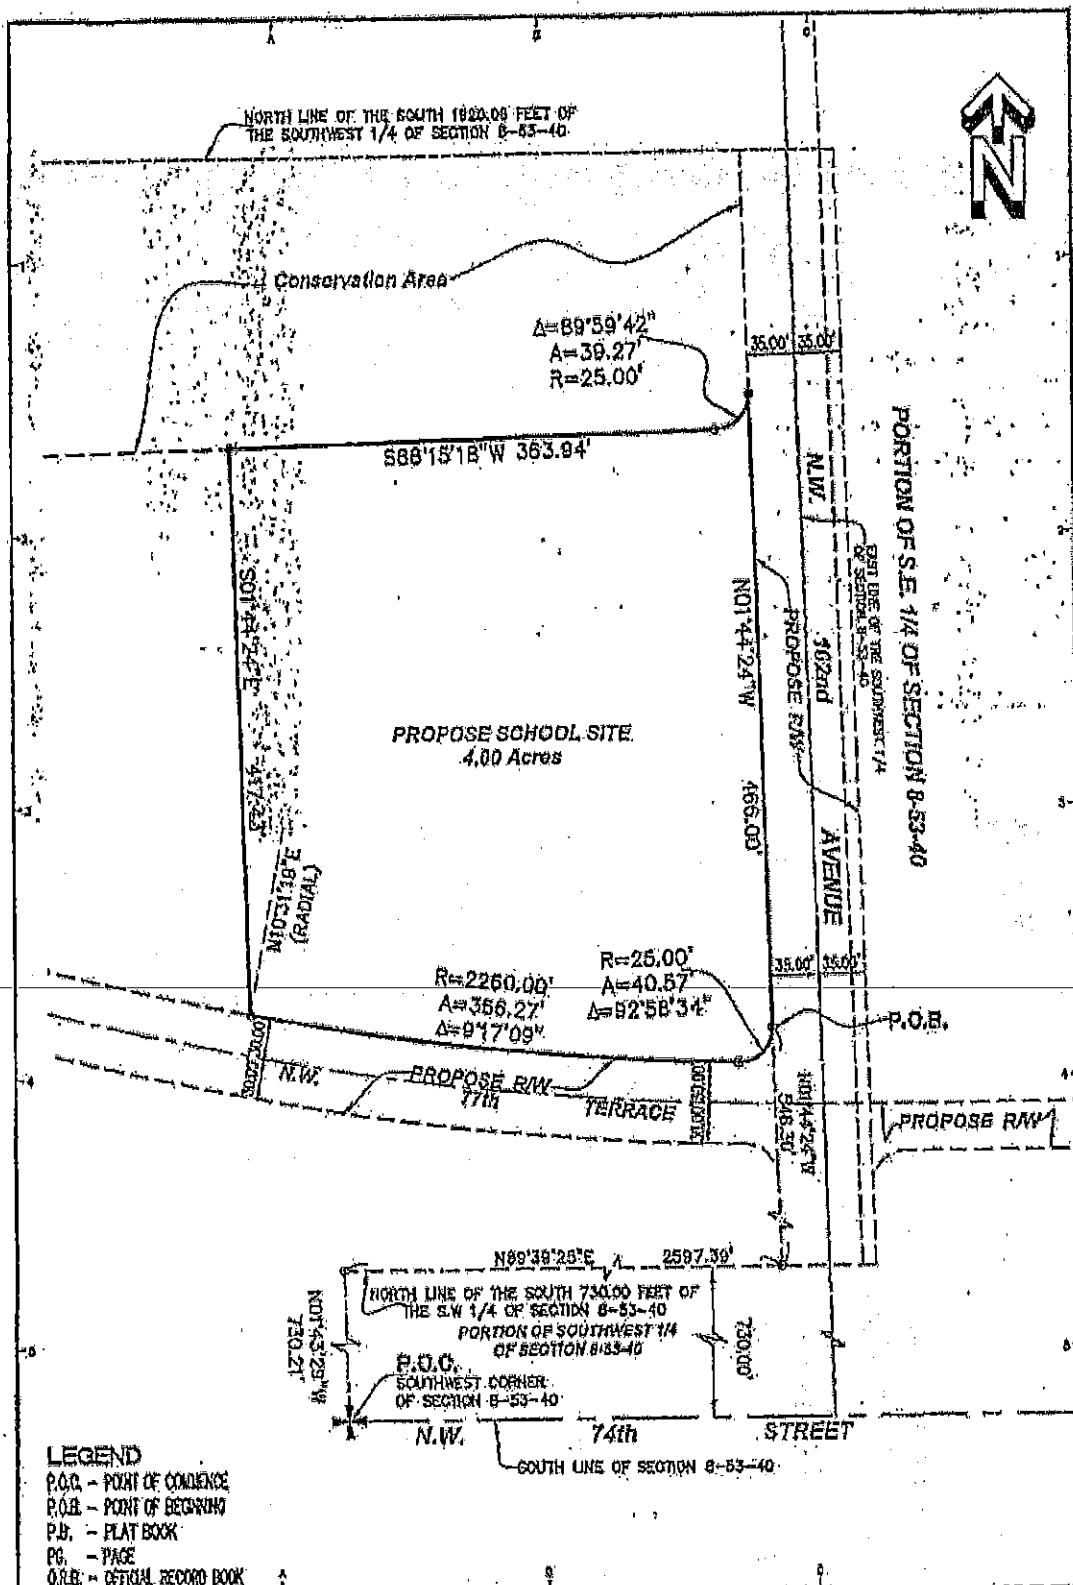 NORTH LINE OF THE SOUTH 1920.00 FEET OF
THE SOUTHWEST 1/4 OF SECTION 8-53-40
N
Conservation Area
Δ=89°59'42"
A=39.27'
R=25.00'
35.00' 35.00'
S88°15'18"W 363.94'
N.W.
162nd
AVENUE
PORTION OF S.E. 1/4 OF SECTION 8-53-40
EAST LINE OF THE SOUTHWEST 1/4
OF SECTION 8-53-40
PROPOSE R/W
N01°44'24"W 466.00'
S01°44'24"E 417.23'
PROPOSE SCHOOL SITE
4.00 Acres
N10°31'18"E
(RADIAL)
R=2260.00'
A=366.27'
Δ=9°17'09"
R=25.00'
A=40.57'
Δ=92°58'34"
35.00' 35.00'
P.O.B.
30.00' 30.00'
N.W.
PROPOSE R/W
77th
TERRACE
N01°44'24"W
546.30'
PROPOSE R/W
N89°39'25"E 2597.39'
NORTH LINE OF THE SOUTH 730.00 FEET OF
THE S.W 1/4 OF SECTION 8-53-40
PORTION OF SOUTHWEST 1/4
OF SECTION 8-53-40
730.00'
N01°43'29"W
730.21'
P.O.C.
SOUTHWEST CORNER
OF SECTION 8-53-40
N.W. 74th STREET
SOUTH LINE OF SECTION 8-53-40
LEGEND
P.O.C. - POINT OF COMMENCE
P.O.B. - POINT OF BEGINNING
P.B. - PLAT BOOK
PG. - PAGE
O.R.B. - OFFICIAL RECORD BOOK